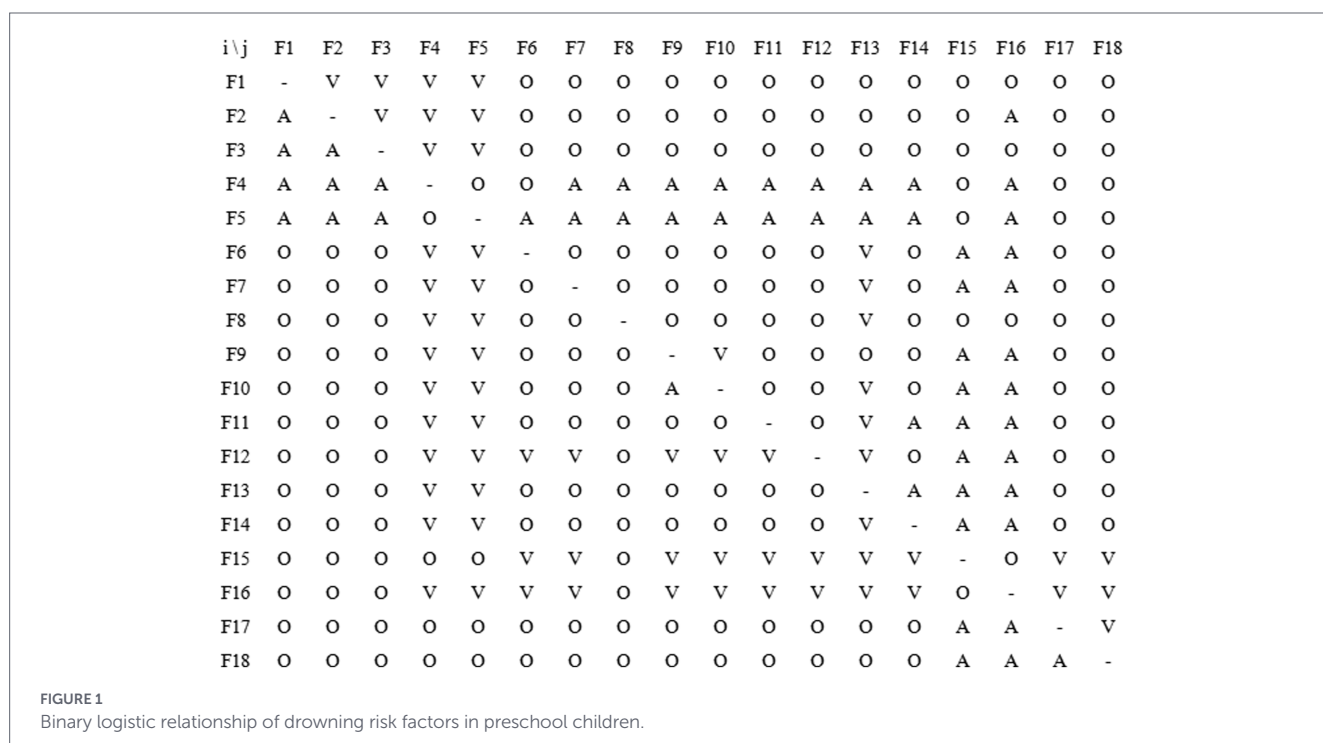 i\j F1 F2 F3 F4 F5 F6 F7 F8 F9 F10 F11 F12 F13 F14 F15 F16 F17 F18
F1 - V V V V O O O O O O O O O O O O O
F2 A - V V V O O O O O O O O O O A O O
F3 A A - V V O O O O O O O O O O O O O
F4 A A A - O O A A A A A A A A O A O O
F5 A A A O - A A A A A A A A A O A O O
F6 O O O V V - O O O O O O V O A A O O
F7 O O O V V O - O O O O O V O A A O O
F8 O O O V V O O - O O O O V O O O O O
F9 O O O V V O O O - V O O O O A A O O
F10 O O O V V O O O A - O O V O A A O O
F11 O O O V V O O O O O - O V A A A O O
F12 O O O V V V V O V V V - V O A A O O
F13 O O O V V O O O O O O O - A A A O O
F14 O O O V V O O O O O O O V - A A O O
F15 O O O O O V V O V V V V V V - O V V
F16 O O O V V V V O V V V V V V O - V V
F17 O O O O O O O O O O O O O O A A - V
F18 O O O O O O O O O O O O O O A A A -
FIGURE 1
Binary logistic relationship of drowning risk factors in preschool children.